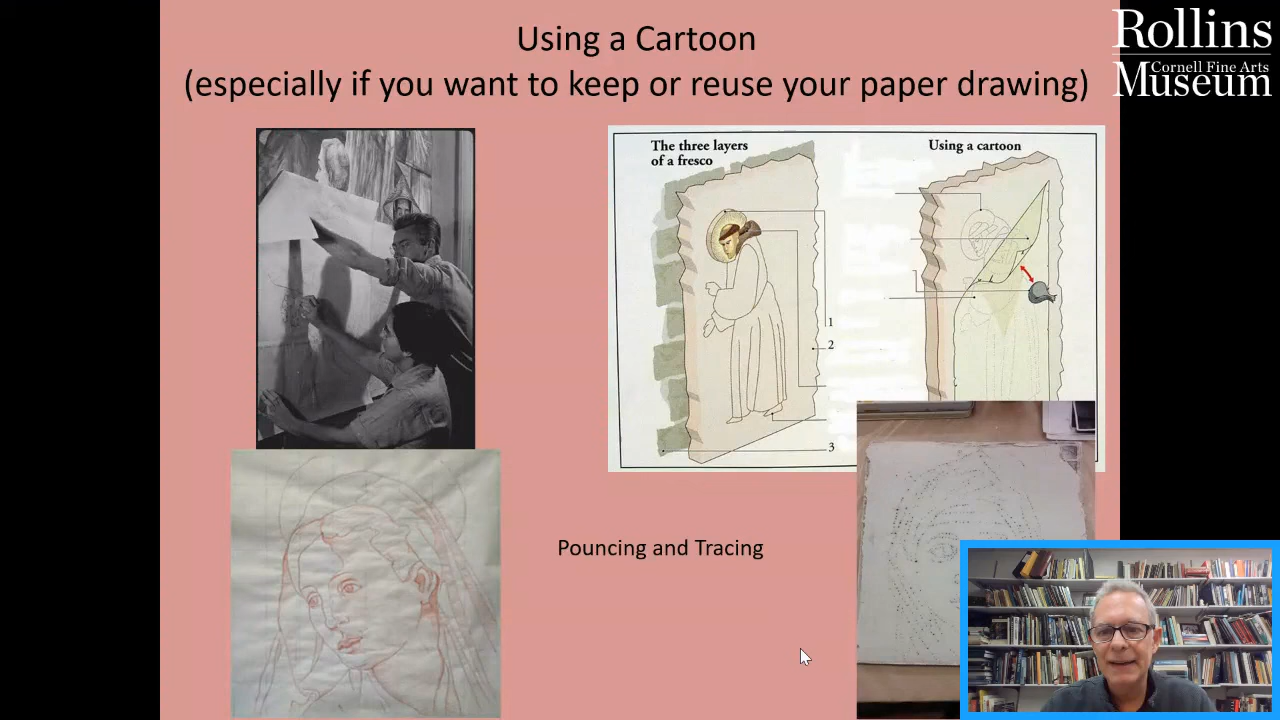 Using a Cartoon
(especially if you want to keep or reuse your paper drawing)
Rollins
Cornell Fine Arts
Museum
The three layers
of a fresco
1
2
3
Using a cartoon
Pouncing and Tracing